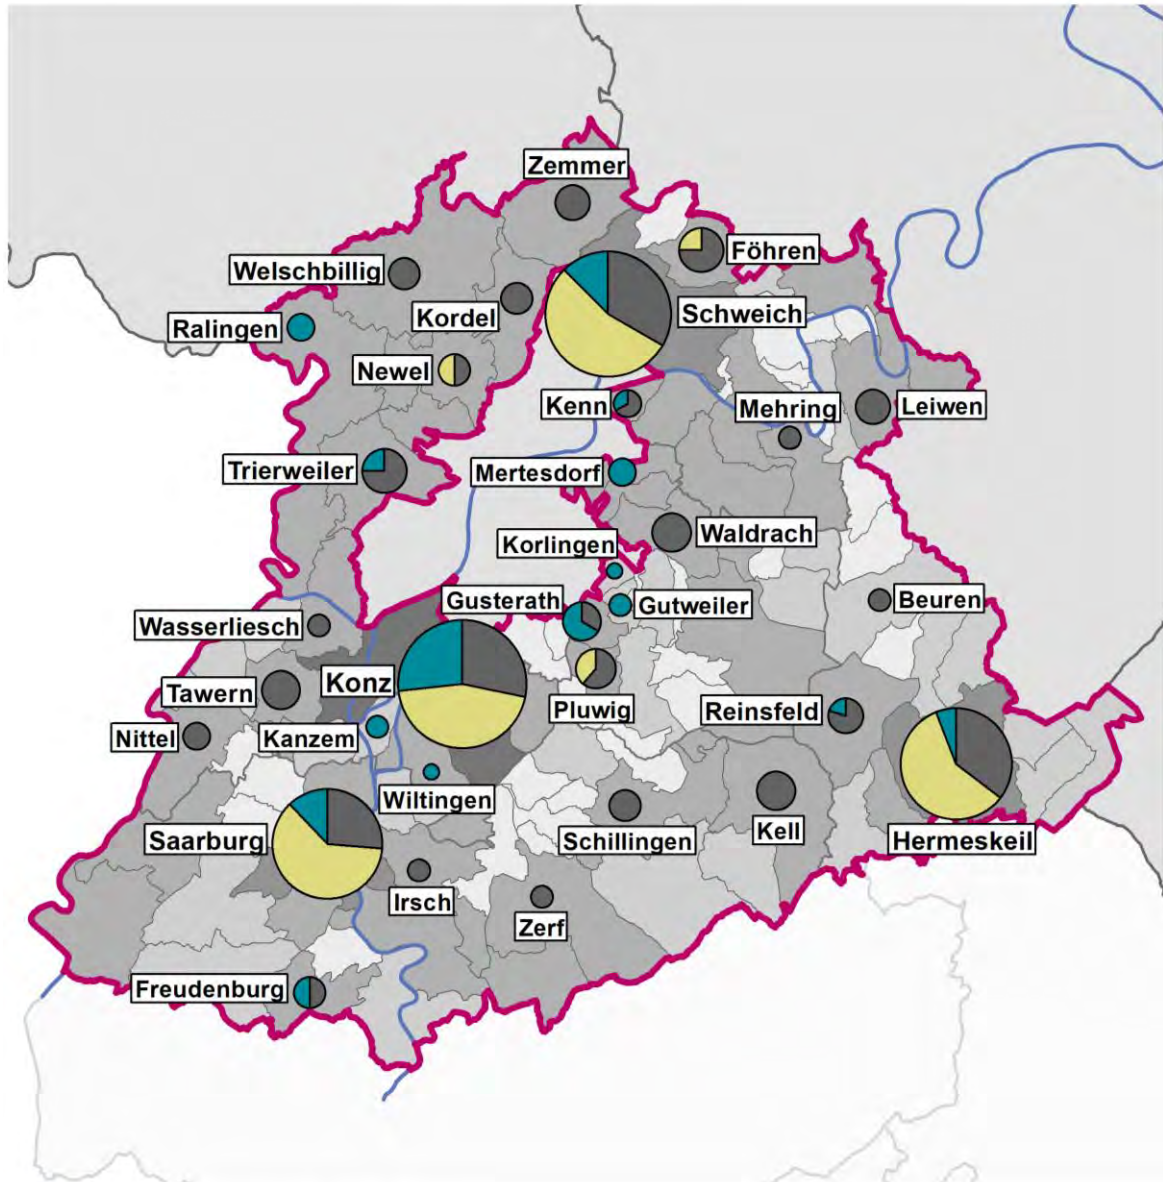 Zemmer
Föhren
Welschbillig
Kordel
Schweich
Ralingen
Newel
Kenn
Mehring
Leiwen
Trierweiler
Mertesdorf
Waldrach
Korlingen
Gusterath
Gutweiler
Beuren
Wasserliesch
Konz
Tawern
Pluwig
Reinsfeld
Nittel
Kanzem
Wiltingen
Saarburg
Schillingen
Kell
Hermeskeil
Irsch
Zerf
Freudenburg